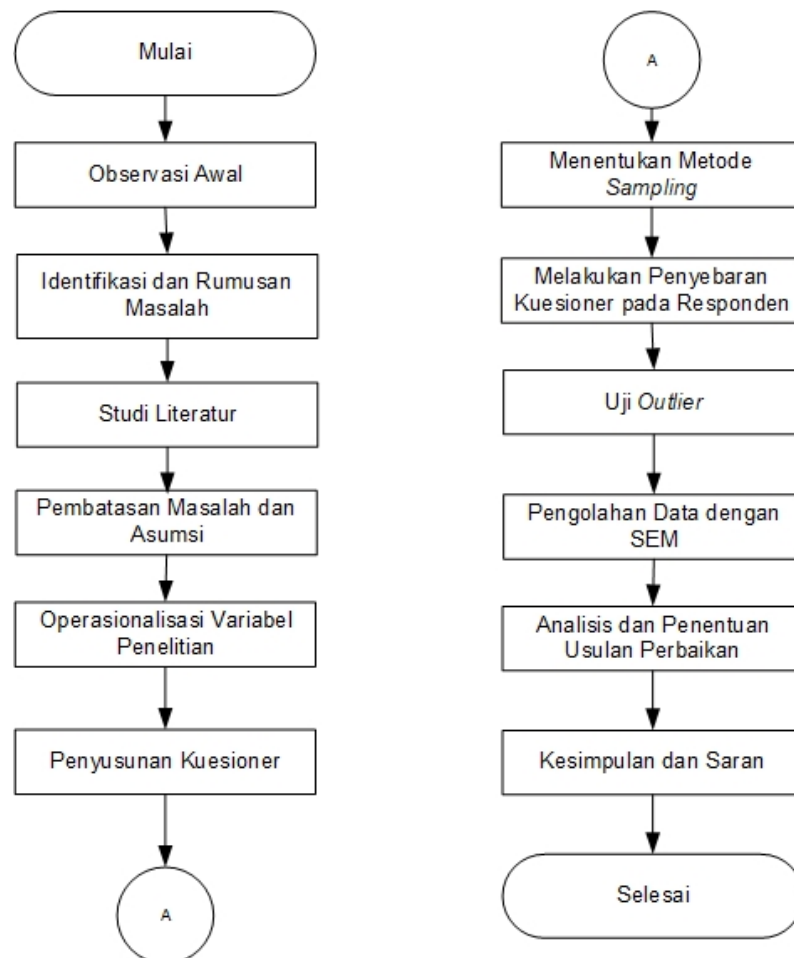 Mulai
Observasi Awal
Identifikasi dan Rumusan
Masalah
Studi Literatur
Pembatasan Masalah dan
Asumsi
Operasionalisasi Variabel
Penelitian
Penyusunan Kuesioner
A
A
Menentukan Metode
Sampling
Melakukan Penyebaran
Kuesioner pada Responden
Uji Outlier
Pengolahan Data dengan
SEM
Analisis dan Penentuan
Usulan Perbaikan
Kesimpulan dan Saran
Selesai